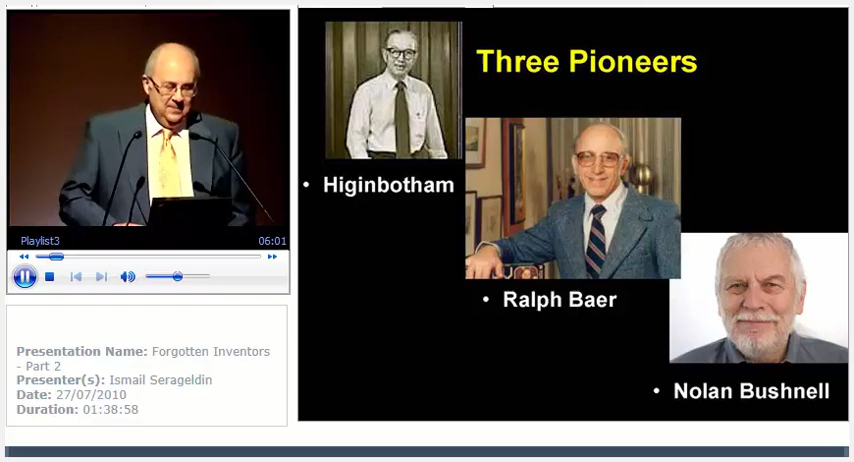 Three Pioneers
• Higinbotham
• Ralph Baer
• Nolan Bushnell
Playlist3 06:01
Presentation Name: Forgotten Inventors
- Part 2
Presenter(s): Ismail Serageldin
Date: 27/07/2010
Duration: 01:38:58